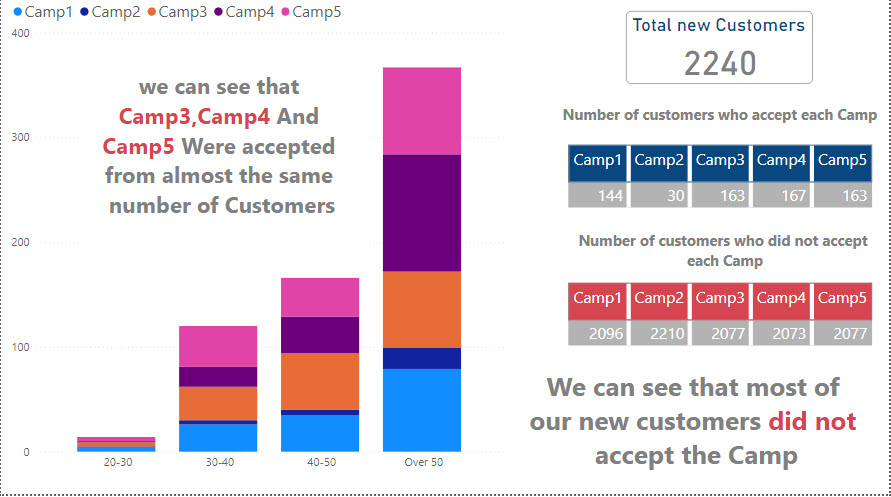 Camp1 Camp2 Camp3 Camp4 Camp5
400
300
200
100
0
20-30 30-40 40-50 Over 50
we can see that
Camp3,Camp4 And
Camp5 Were accepted
from almost the same
number of Customers
Total new Customers
2240
Number of customers who accept each Camp
Camp1 Camp2 Camp3 Camp4 Camp5
144 30 163 167 163
Number of customers who did not accept
each Camp
Camp1 Camp2 Camp3 Camp4 Camp5
2096 2210 2077 2073 2077
We can see that most of
our new customers did not
accept the Camp